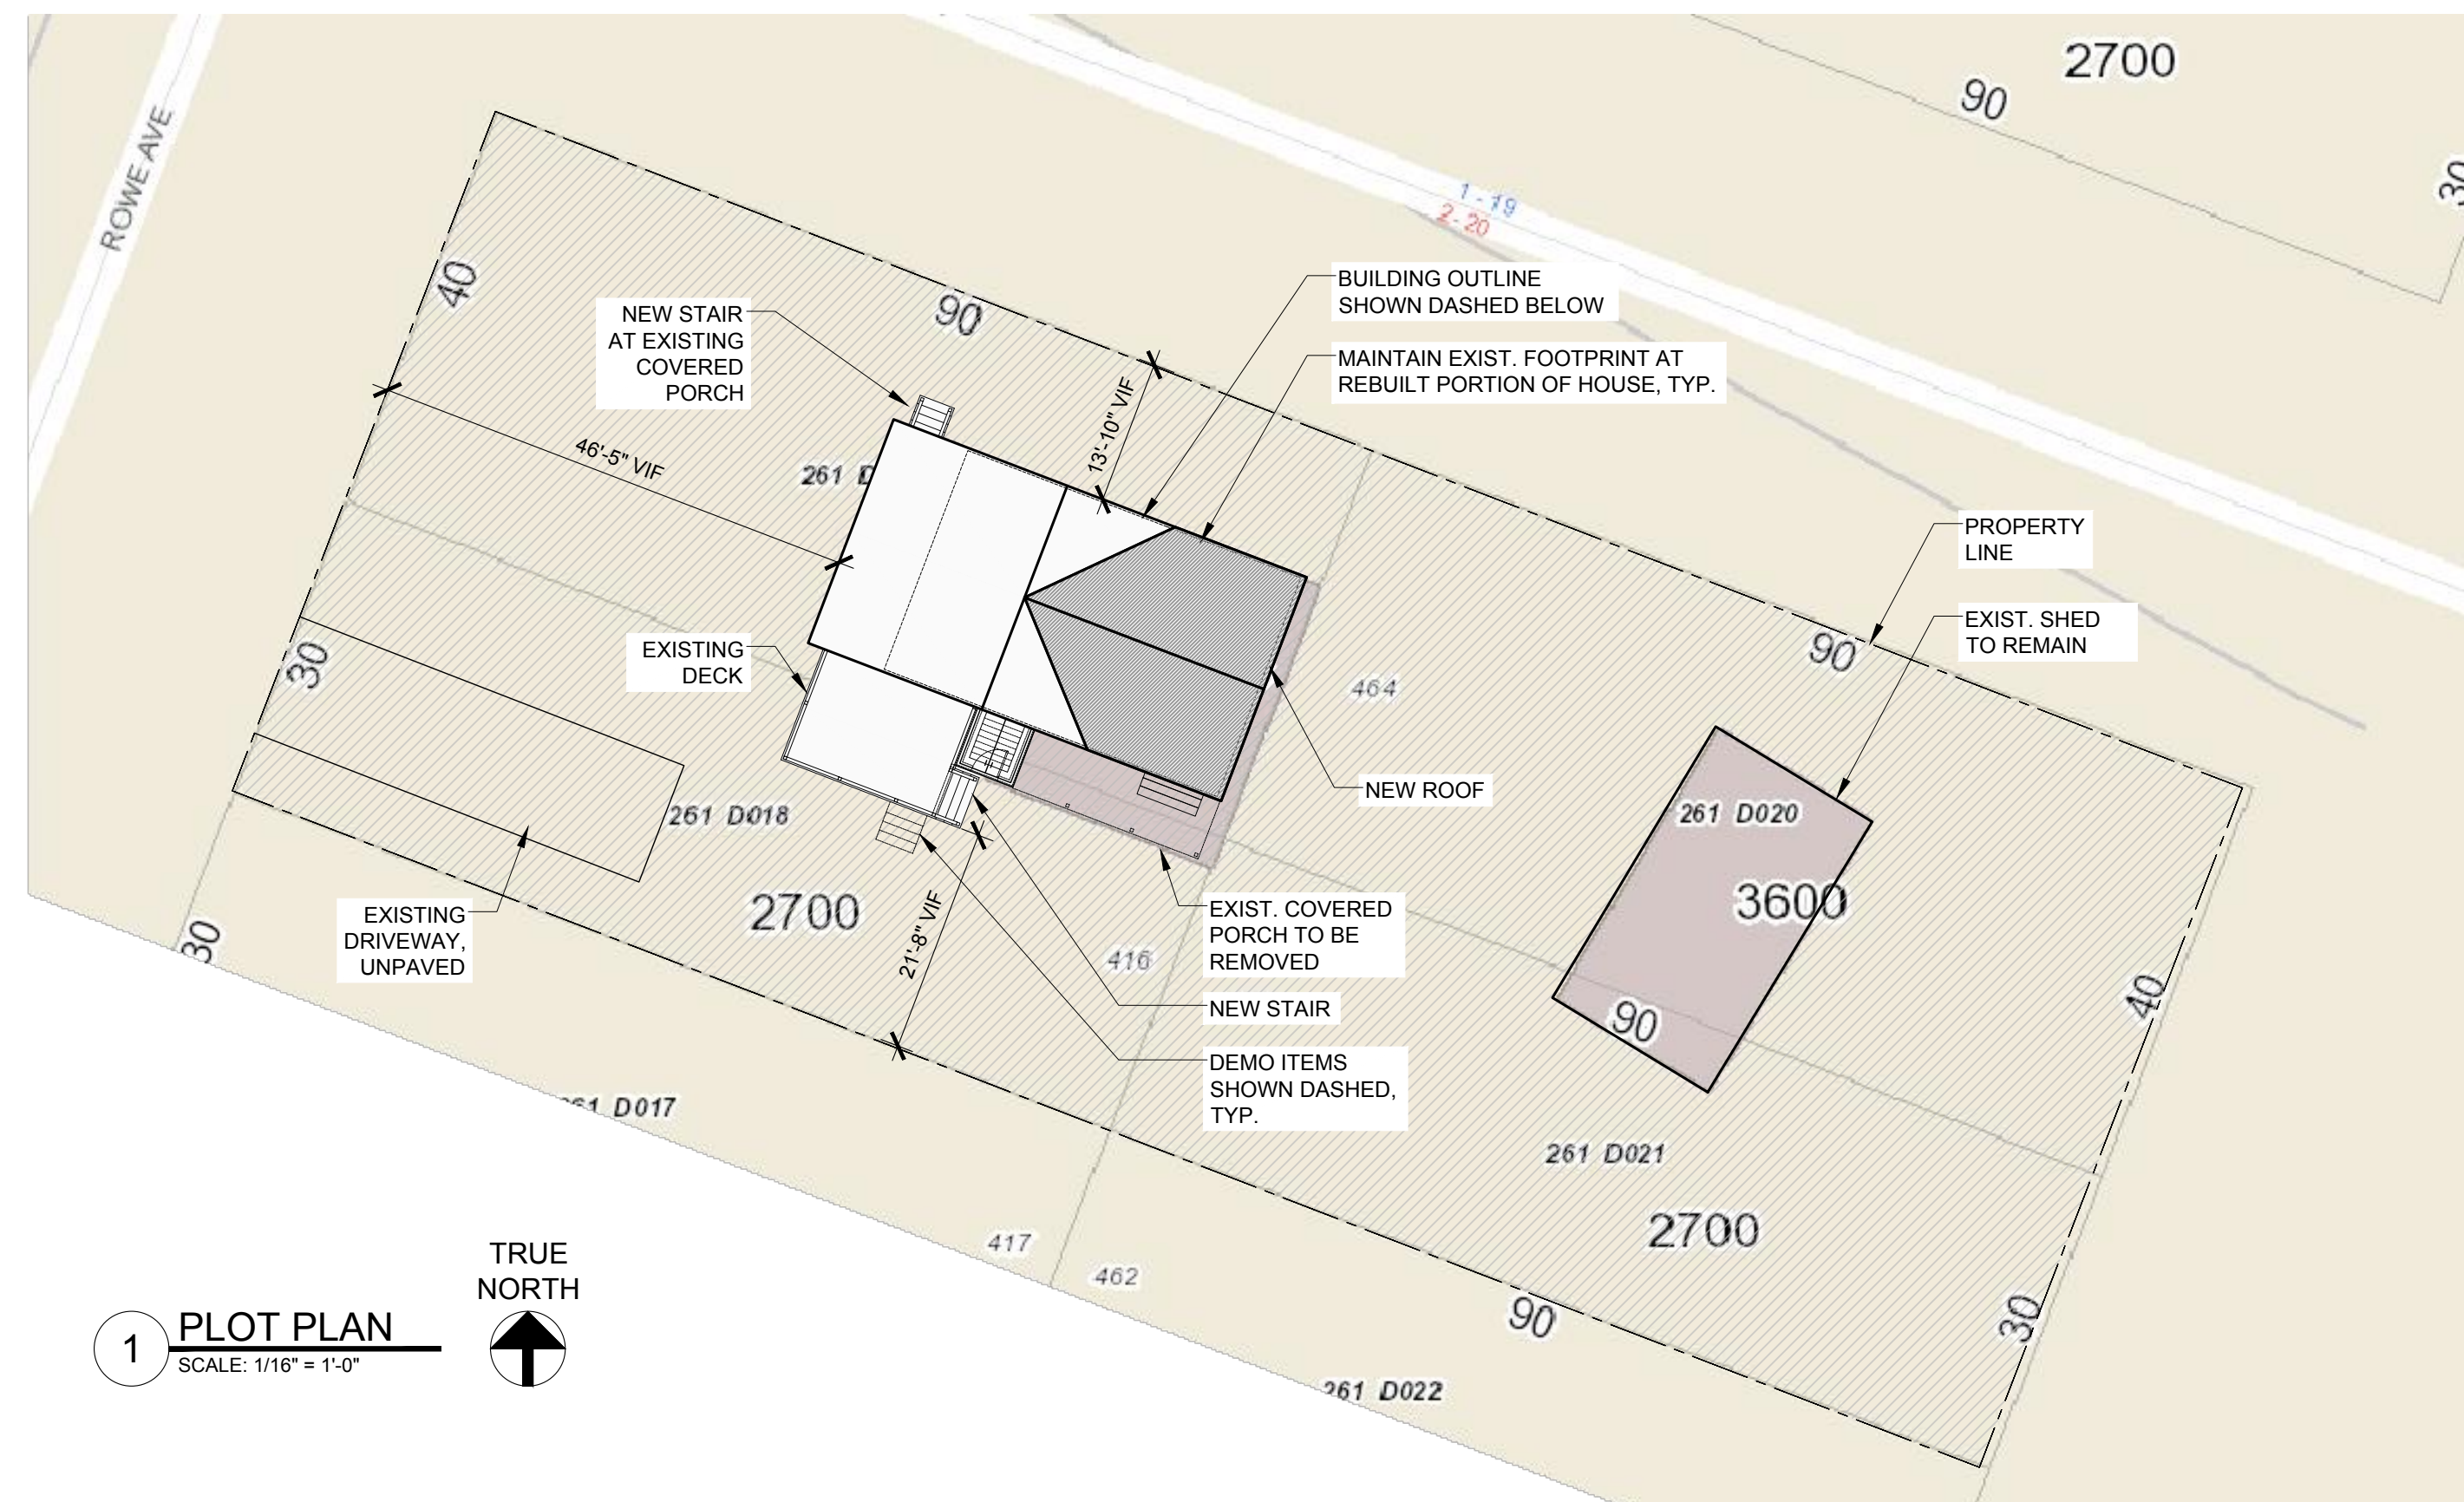 2700
90
30
ROWE AVE
1 - 19
2 - 20
40
90
BUILDING OUTLINE
SHOWN DASHED BELOW
NEW STAIR
AT EXISTING
COVERED
PORCH
MAINTAIN EXIST. FOOTPRINT AT
REBUILT PORTION OF HOUSE, TYP.
13'-10" VIF
46'-5" VIF
261 D
PROPERTY
LINE
EXIST. SHED
TO REMAIN
90
EXISTING
DECK
30
464
NEW ROOF
261 D018
261 D020
2700
3600
EXISTING
DRIVEWAY,
UNPAVED
30
21'-8" VIF
EXIST. COVERED
PORCH TO BE
REMOVED
416
NEW STAIR
90
40
DEMO ITEMS
SHOWN DASHED,
TYP.
D017
261 D021
2700
417
462
90
30
261 D022
TRUE
NORTH
1
PLOT PLAN
SCALE: 1/16" = 1'-0"